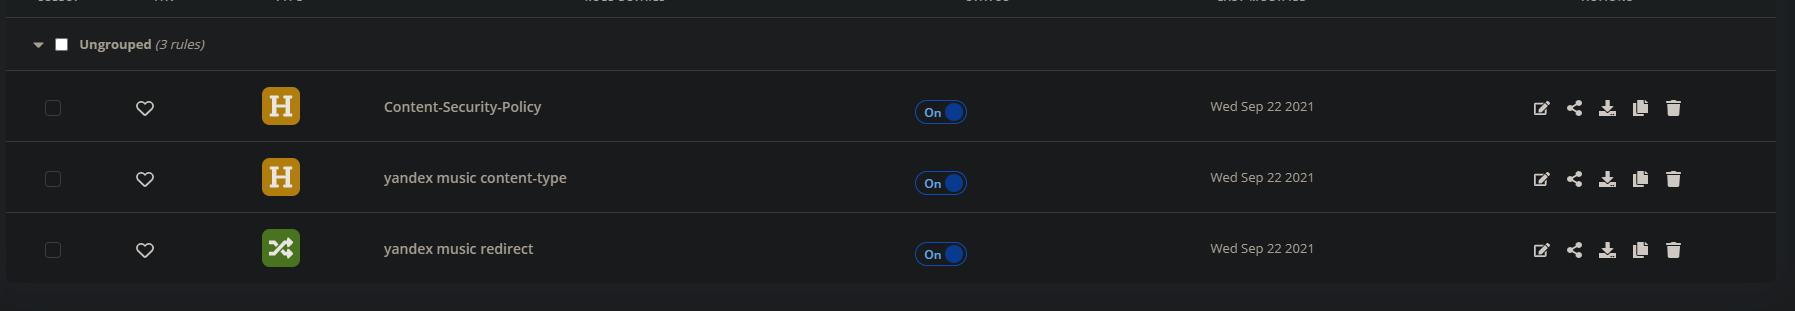 Ungrouped (3 rules)
H Content-Security-Policy On Wed Sep 22 2021
H yandex music content-type On Wed Sep 22 2021
yandex music redirect On Wed Sep 22 2021